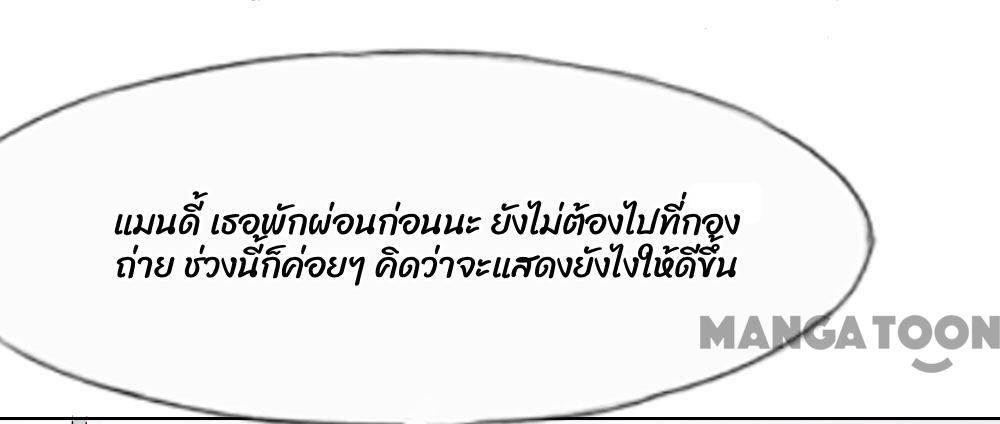 แมนดี้ เธอพักผ่อนก่อนนะ ยังไม่ต้องไปที่กอง
ถ่าย ช่วงนี้ก็ค่อยๆ คิดว่าจะแสดงยังไงให้ดีขึ้น
MANGATOON